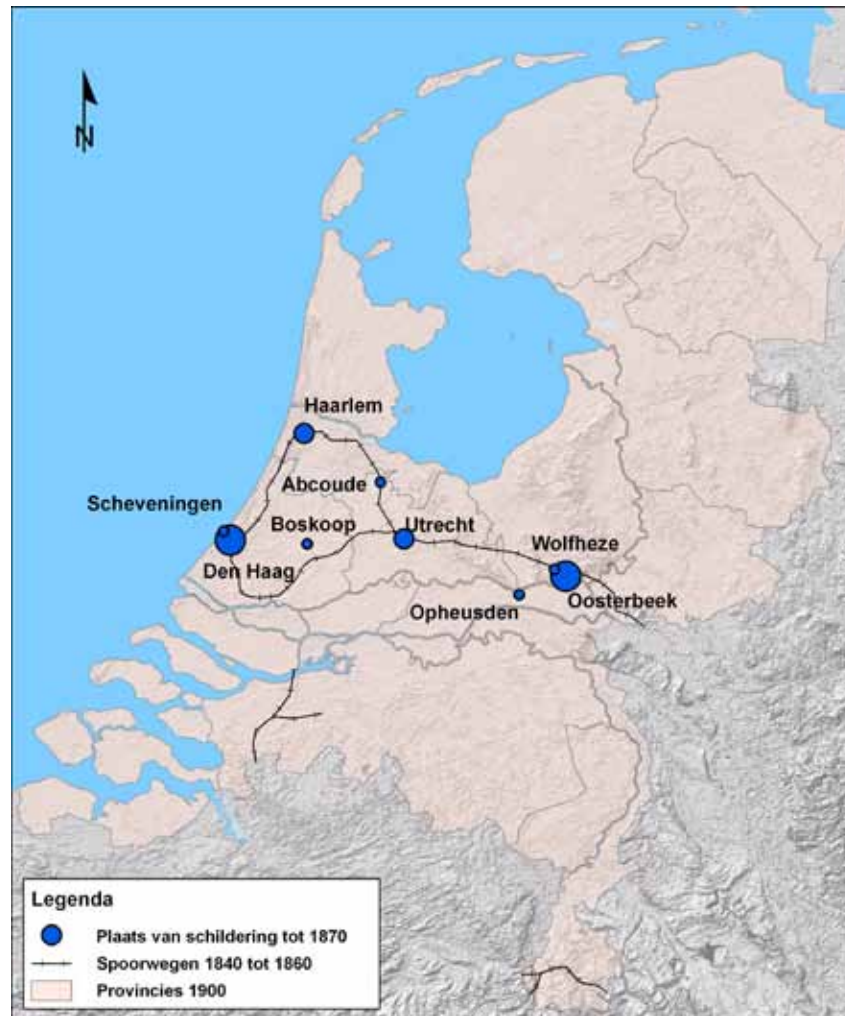 N
Haarlem
Abcoude
Scheveningen
Boskoop
Utrecht
Wolfheze
Den Haag
Opheusden
Oosterbeek
Legenda
Plaats van schildering tot 1870
Spoorwegen 1840 tot 1860
Provincies 1900